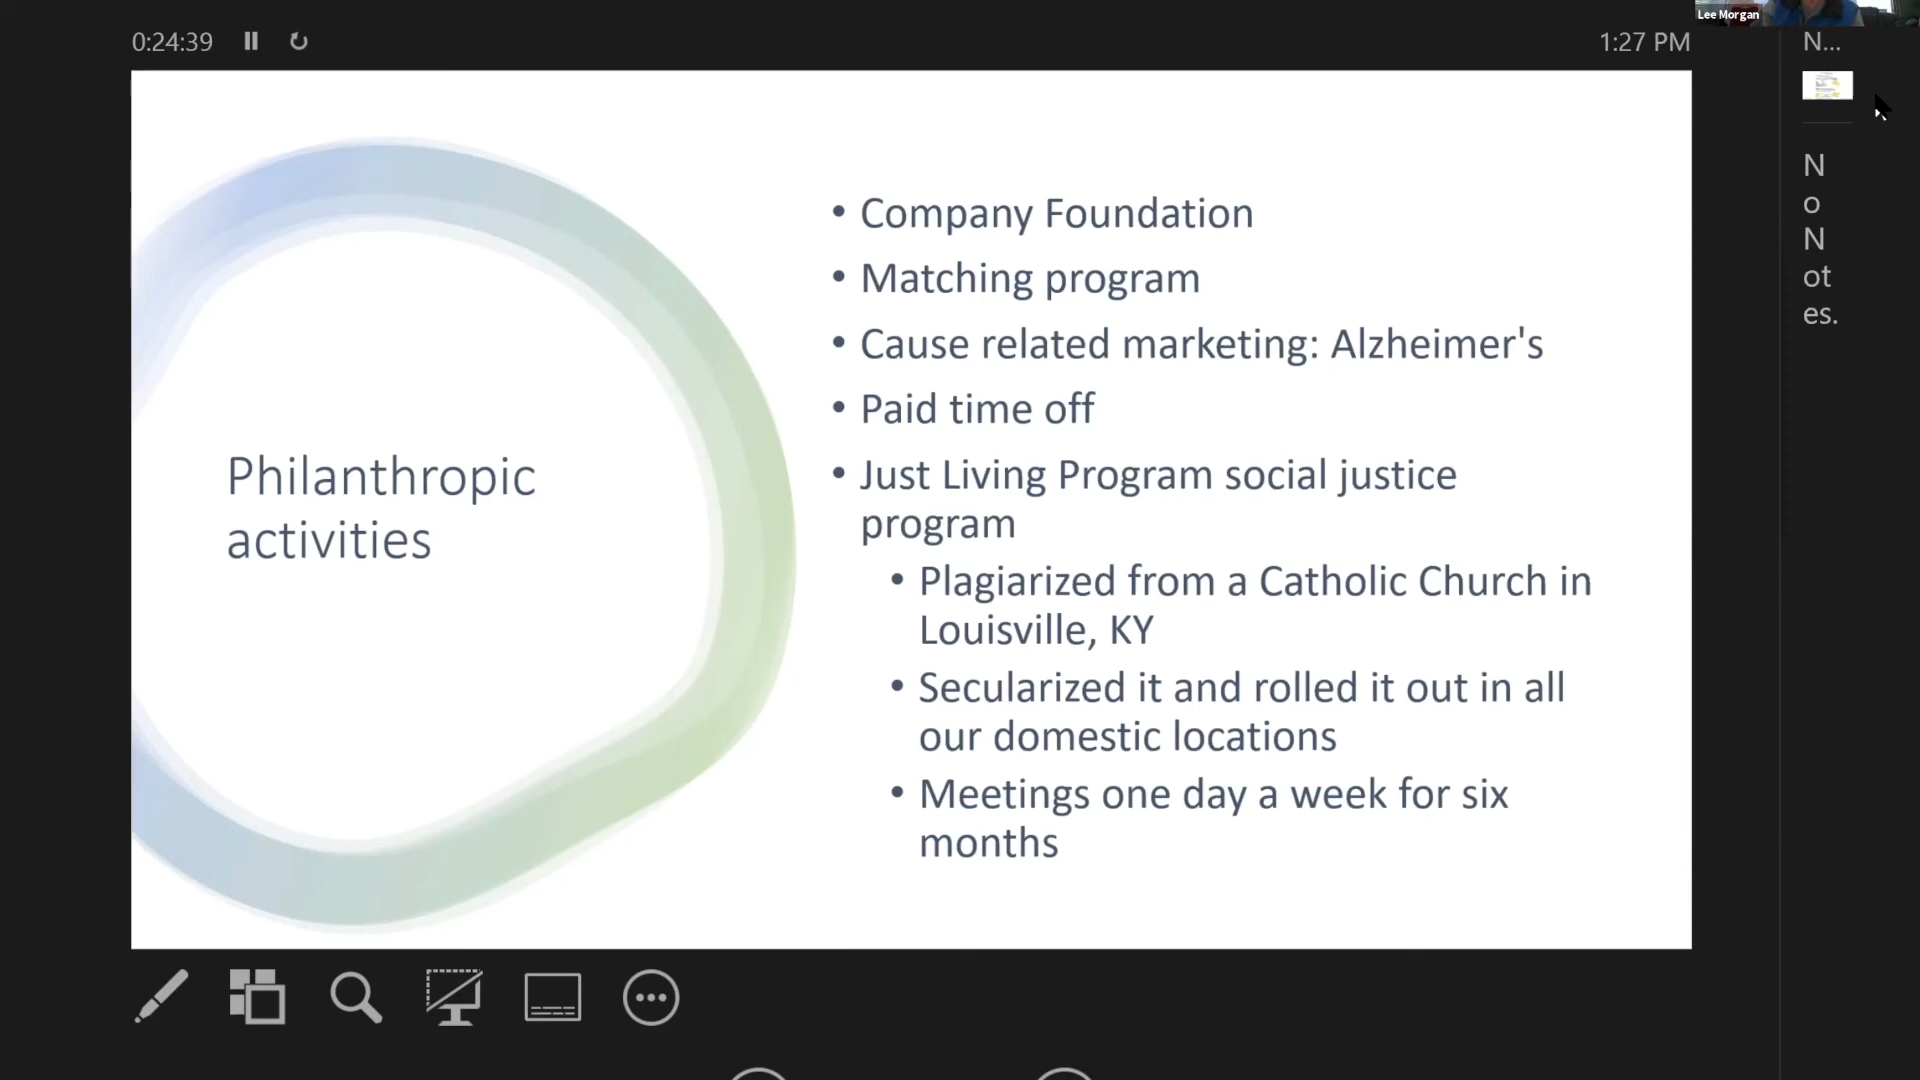 Lee Morgan
0:24:39
1:27 PM
N...
Philanthropic
activities
• Company Foundation
• Matching program
• Cause related marketing: Alzheimer's
• Paid time off
• Just Living Program social justice
program
• Plagiarized from a Catholic Church in
Louisville, KY
• Secularized it and rolled it out in all
our domestic locations
• Meetings one day a week for six
months
N
o
N
ot
es.